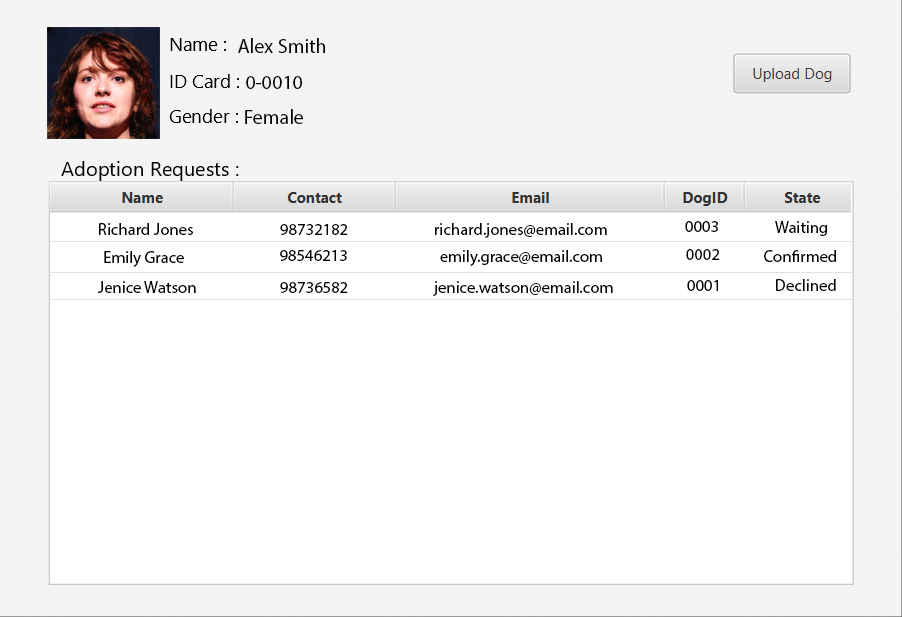 Name : Alex Smith
Upload Dog
ID Card : 0-0010
Gender : Female
Adoption Requests :
Name Contact Email DogID State
Richard Jones 98732182 richard.jones@email.com 0003 Waiting
Emily Grace 98546213 emily.grace@email.com 0002 Confirmed
Jenice Watson 98736582 jenice.watson@email.com 0001 Declined